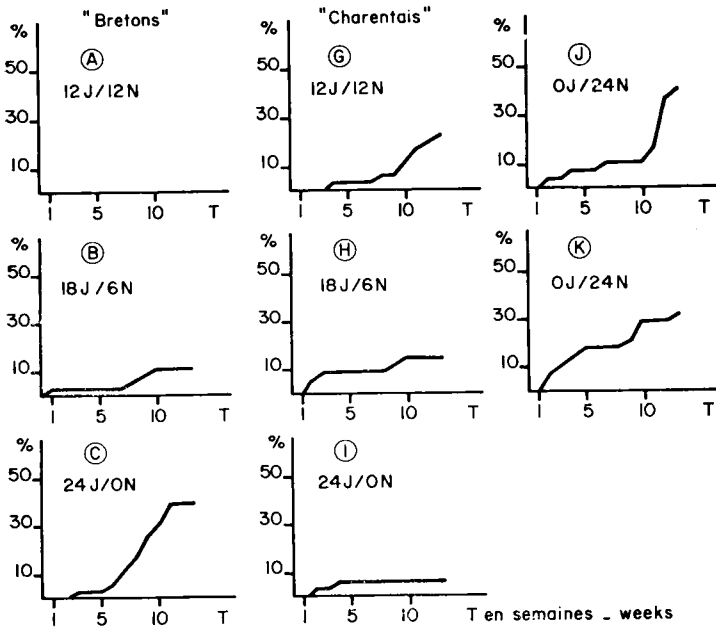 "Bretons" "Charentais"
% Ⓐ 12J/12N 50 30 10 1 5 10 T
% Ⓖ 12J/12N 50 30 10 1 5 10 T
% Ⓙ 0J/24N 50 30 10 1 5 10 T
% Ⓑ 18J/6N 50 30 10 1 5 10 T
% Ⓗ 18J/6N 50 30 10 1 5 10 T
% Ⓚ 0J/24N 50 30 10 1 5 10 T
% Ⓒ 24J/0N 50 30 10 1 5 10 T
% Ⓘ 24J/0N 50 30 10 1 5 10 T en semaines _ weeks